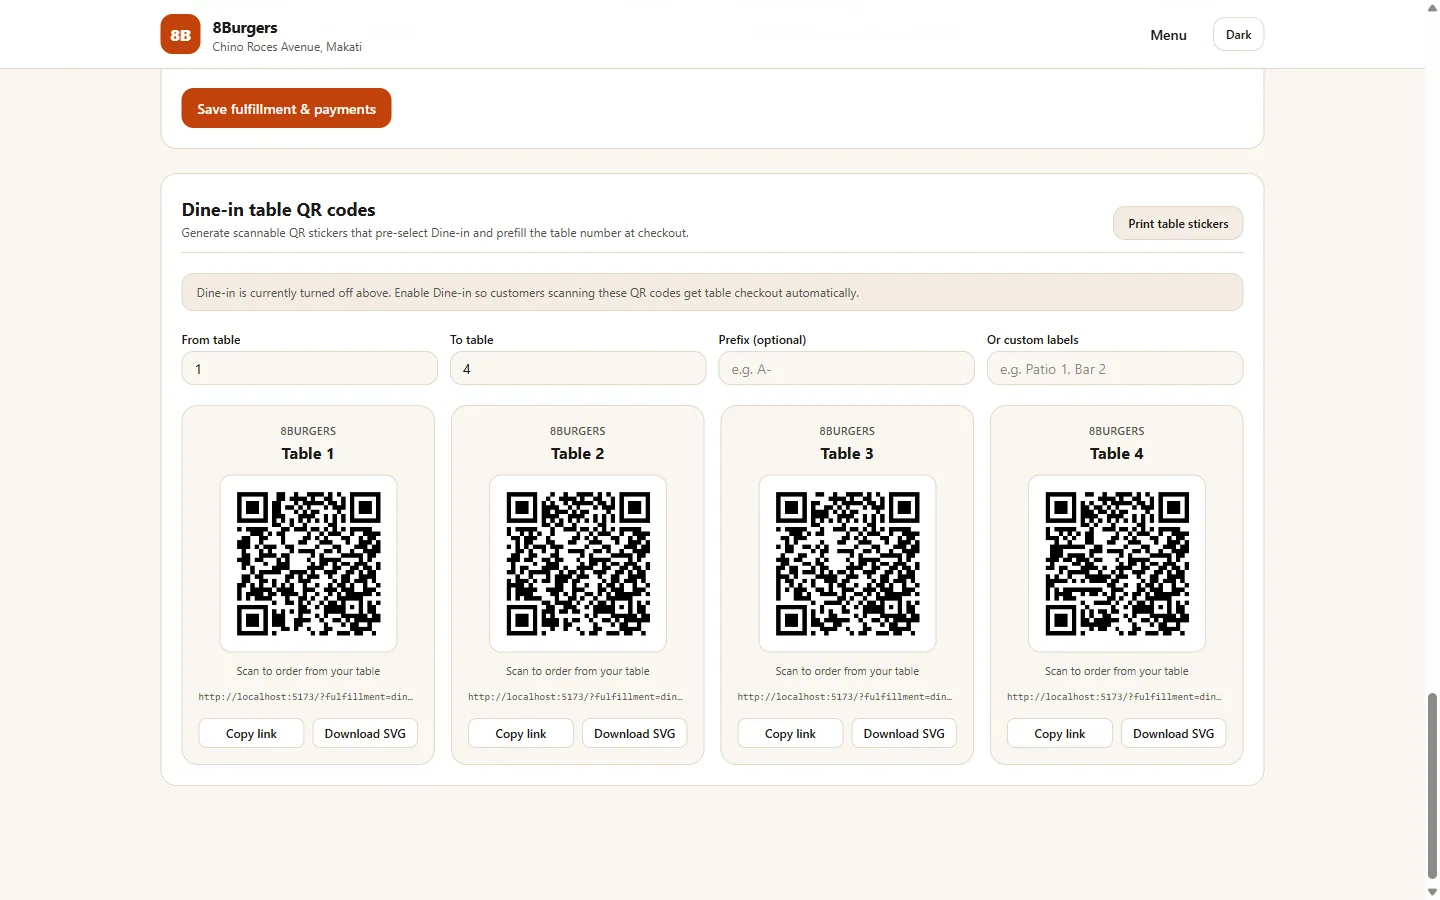 8B
8Burgers
Chino Roces Avenue, Makati
Menu
Dark
Save fulfillment & payments
Dine-in table QR codes
Generate scannable QR stickers that pre-select Dine-in and prefill the table number at checkout.
Print table stickers
Dine-in is currently turned off above. Enable Dine-in so customers scanning these QR codes get table checkout automatically.
From table
To table
Prefix (optional)
Or custom labels
1
4
e.g. A-
e.g. Patio 1, Bar 2
8BURGERS
Table 1
Scan to order from your table
http://localhost:5173/?fulfillment=din…
Copy link
Download SVG
8BURGERS
Table 2
Scan to order from your table
http://localhost:5173/?fulfillment=din…
Copy link
Download SVG
8BURGERS
Table 3
Scan to order from your table
http://localhost:5173/?fulfillment=din…
Copy link
Download SVG
8BURGERS
Table 4
Scan to order from your table
http://localhost:5173/?fulfillment=din…
Copy link
Download SVG